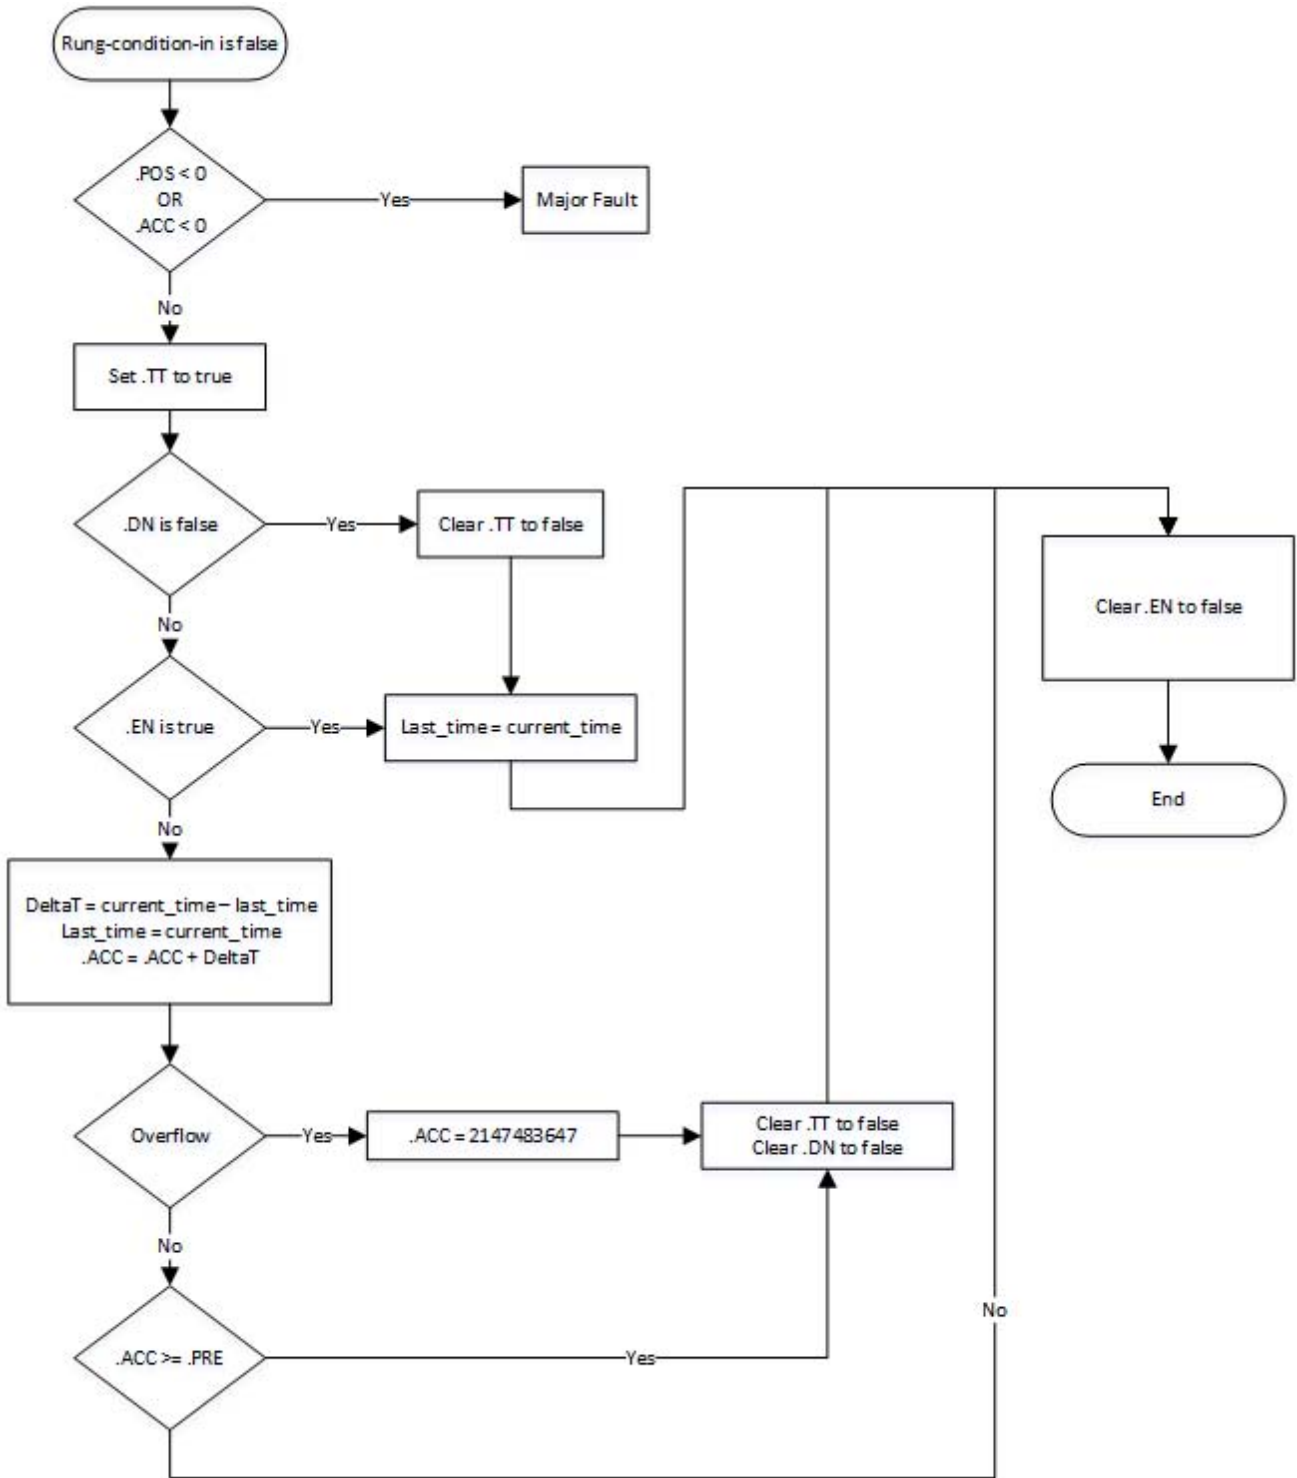 Rung-condition-in is false
.POS < 0
OR
.ACC < 0
Yes
Major Fault
No
Set .TT to true
.DN is false
Yes
Clear .TT to false
No
.EN is true
Yes
Last_time = current_time
No
DeltaT = current_time – last_time
Last_time = current_time
.ACC = .ACC + DeltaT
Overflow
Yes
.ACC = 2147483647
Clear .TT to false
Clear .DN to false
No
.ACC >= .PRE
Yes
No
Clear .EN to false
End